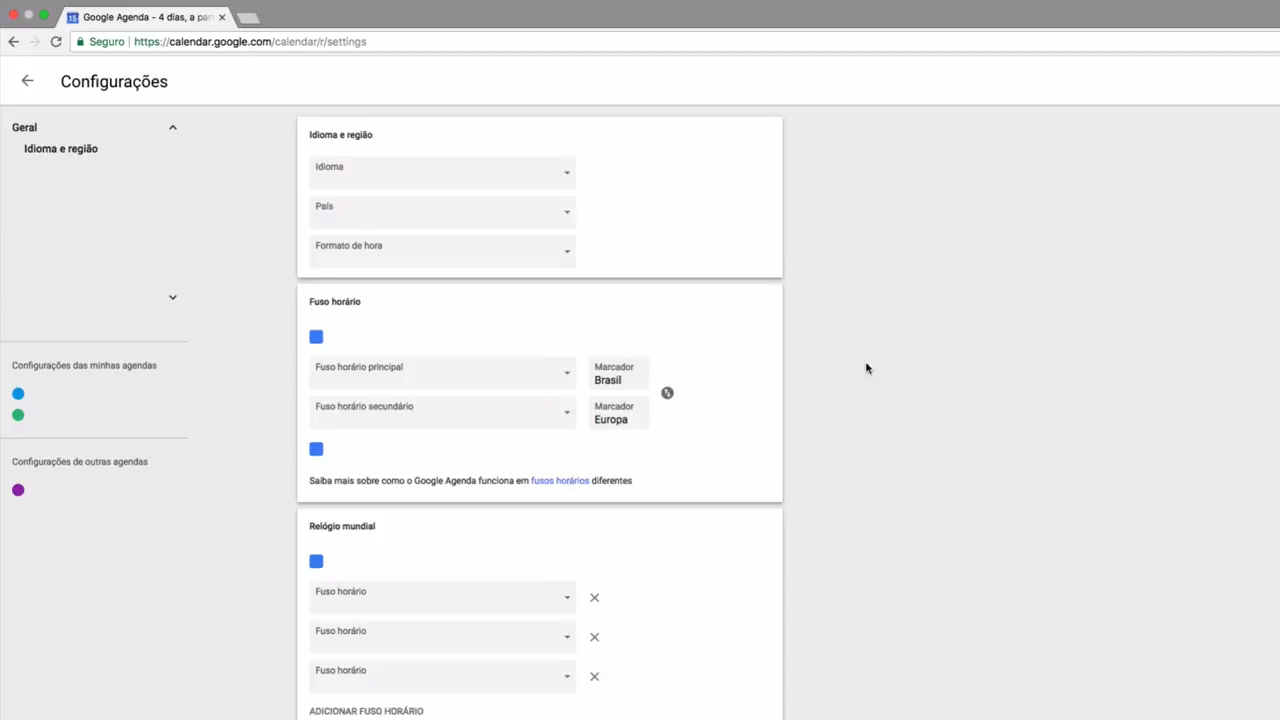 Google Agenda - 4 dias, a par
Seguro https://calendar.google.com/calendar/r/settings
Configurações
Geral
Idioma e região
Configurações das minhas agendas
Configurações de outras agendas
Idioma e região
Idioma
País
Formato de hora
Fuso horário
Fuso horário principal
Marcador
Brasil
Fuso horário secundário
Marcador
Europa
Saiba mais sobre como o Google Agenda funciona em fusos horários diferentes
Relógio mundial
Fuso horário
Fuso horário
Fuso horário
ADICIONAR FUSO HORÁRIO